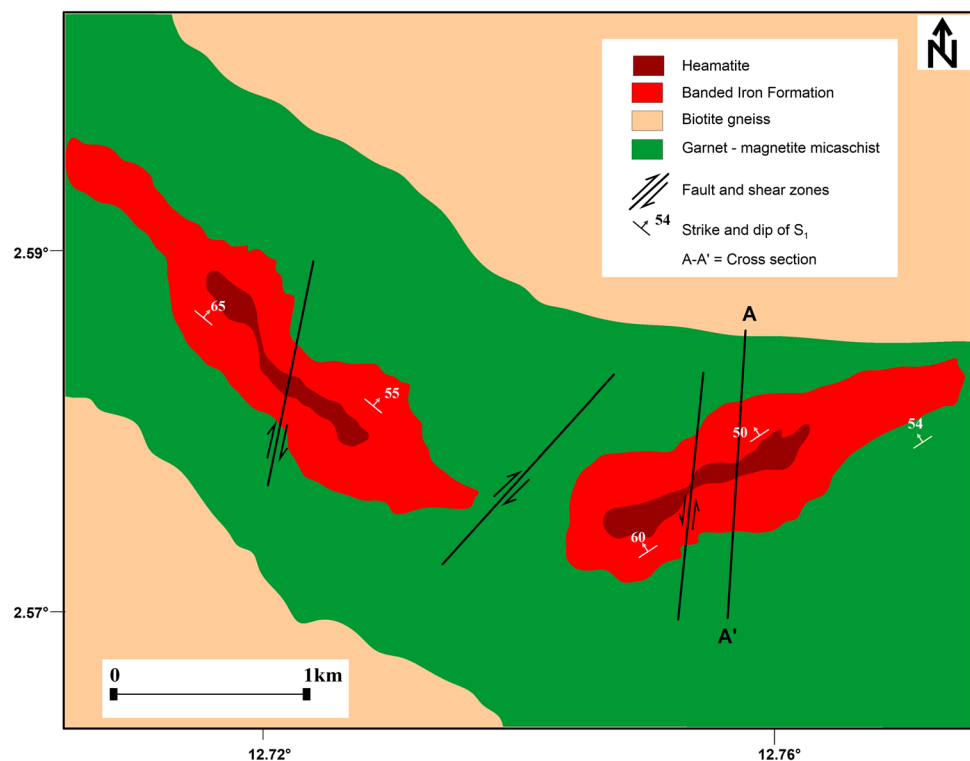 N
Heamatite
Banded Iron Formation
Biotite gneiss
Garnet - magnetite micaschist
Fault and shear zones
54 Strike and dip of S₁
A-A' = Cross section
2.59°
65
A
55
50
54
60
2.57°
A'
0 1km
12.72° 12.76°